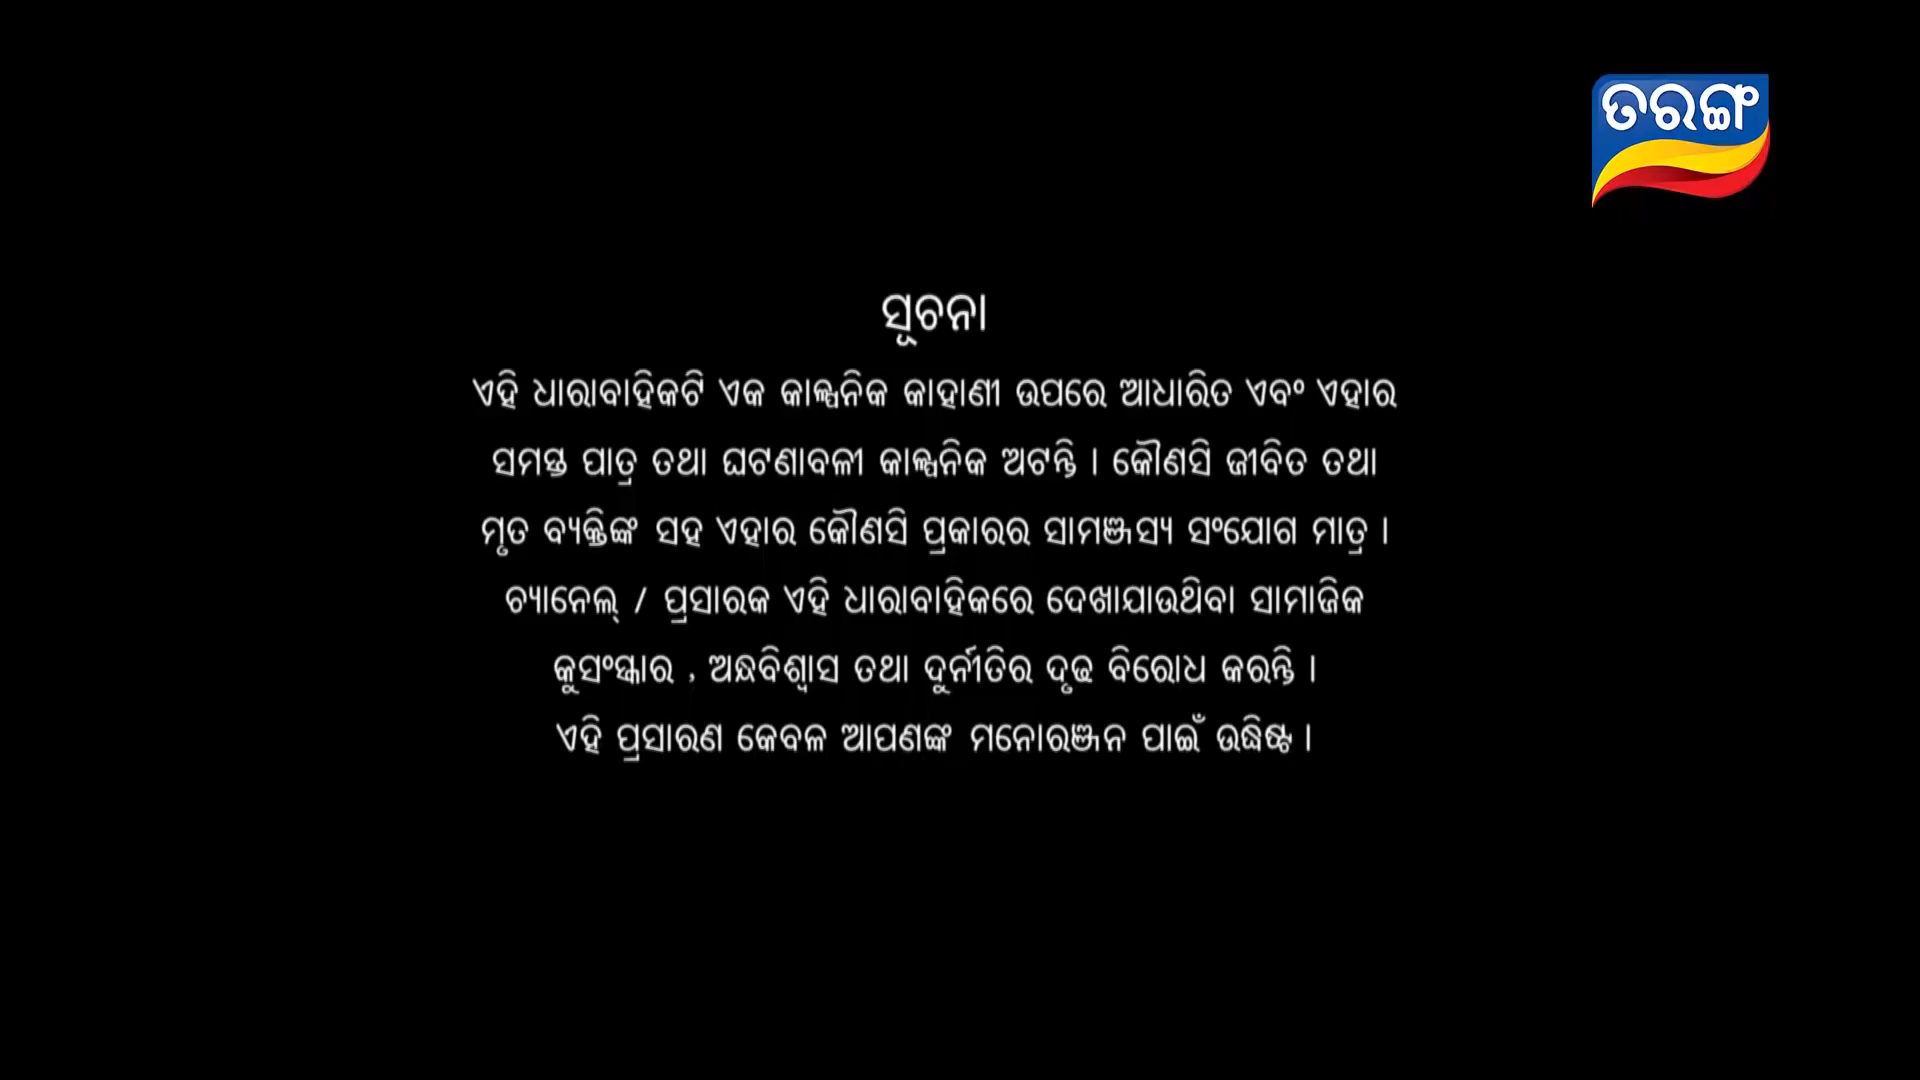 ତରଙ୍ଗ
ସୂଚନା
ଏହି ଧାରାବାହିକଟି ଏକ କାଳ୍ପନିକ କାହାଣୀ ଉପରେ ଆଧାରିତ ଏବଂ ଏହାର
ସମସ୍ତ ପାତ୍ର ତଥା ଘଟଣାବଳୀ କାଳ୍ପନିକ ଅଟନ୍ତି । କୌଣସି ଜୀବିତ ତଥା
ମୃତ ବ୍ୟକ୍ତିଙ୍କ ସହ ଏହାର କୌଣସି ପ୍ରକାରର ସାମଞ୍ଜସ୍ୟ ସଂଯୋଗ ମାତ୍ର ।
ଚ୍ୟାନେଲ୍ / ପ୍ରସାରକ ଏହି ଧାରାବାହିକରେ ଦେଖାଯାଉଥିବା ସାମାଜିକ
କୁସଂସ୍କାର , ଅନ୍ଧବିଶ୍ୱାସ ତଥା ଦୁର୍ନୀତିର ଦୃଢ ବିରୋଧ କରନ୍ତି ।
ଏହି ପ୍ରସାରଣ କେବଳ ଆପଣଙ୍କ ମନୋରଞ୍ଜନ ପାଇଁ ଉଦ୍ଧିଷ୍ଟ ।